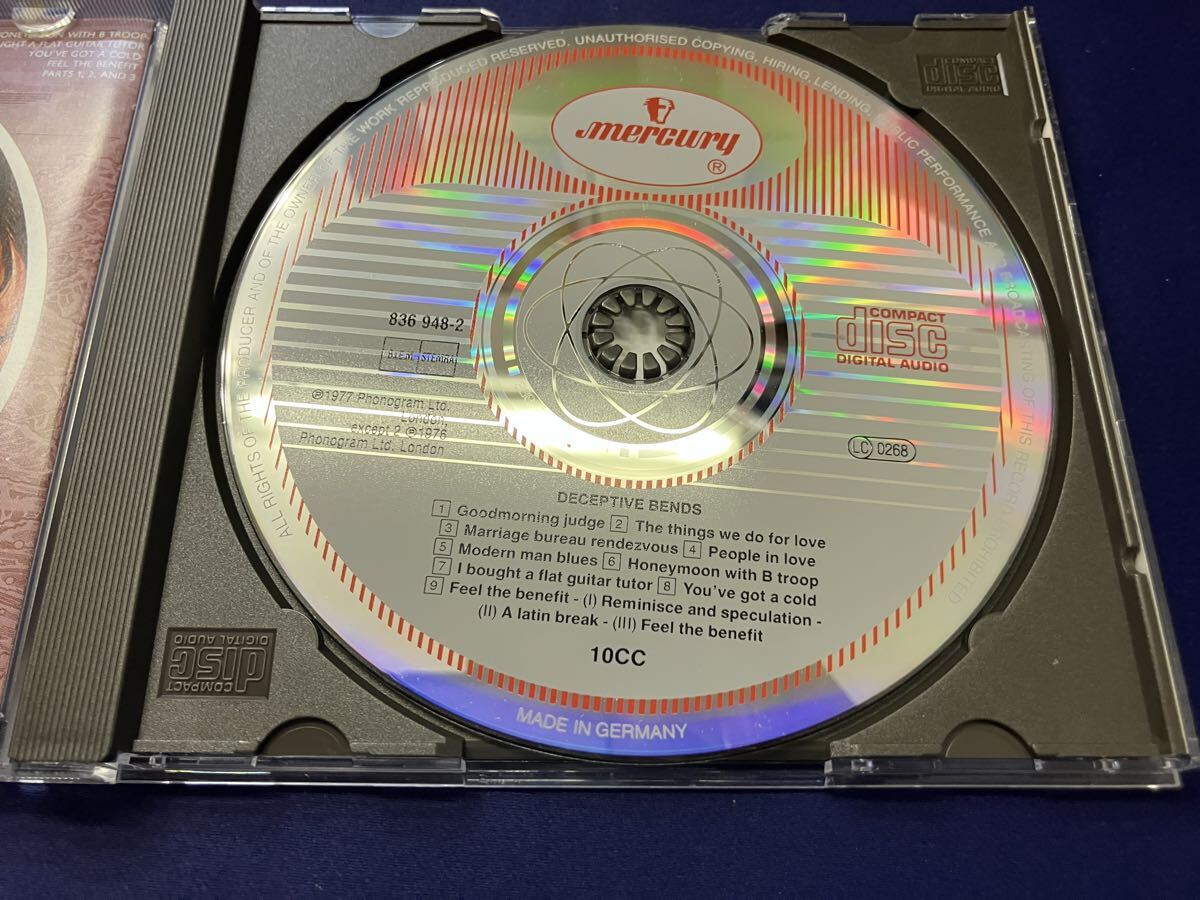 WITH B TROOP
A FLAT GUITAR TUTOR
YOU'VE GOT A COLD
FEEL THE BENEFIT
PARTS 1, 2, AND 3
COMPACT
disc
DIGITAL AUDIO
ALL RIGHTS OF THE PRODUCER AND OF THE OWNER OF THE WORK REPRODUCED RESERVED. UNAUTHORISED COPYING, HIRING, LENDING, PUBLIC PERFORMANCE AND BROADCASTING OF THIS RECORD PROHIBITED
mercury
®
836 948-2
COMPACT
disc
DIGITAL AUDIO
℗1977 Phonogram Ltd.
London,
except 2 ℗1976
Phonogram Ltd. London
LC 0268
DECEPTIVE BENDS
1 Goodmorning judge 2 The things we do for love
3 Marriage bureau rendezvous 4 People in love
5 Modern man blues 6 Honeymoon with B troop
7 I bought a flat guitar tutor 8 You've got a cold
9 Feel the benefit - (I) Reminisce and speculation -
(II) A latin break - (III) Feel the benefit
10CC
MADE IN GERMANY
COMPACT
disc
DIGITAL AUDIO